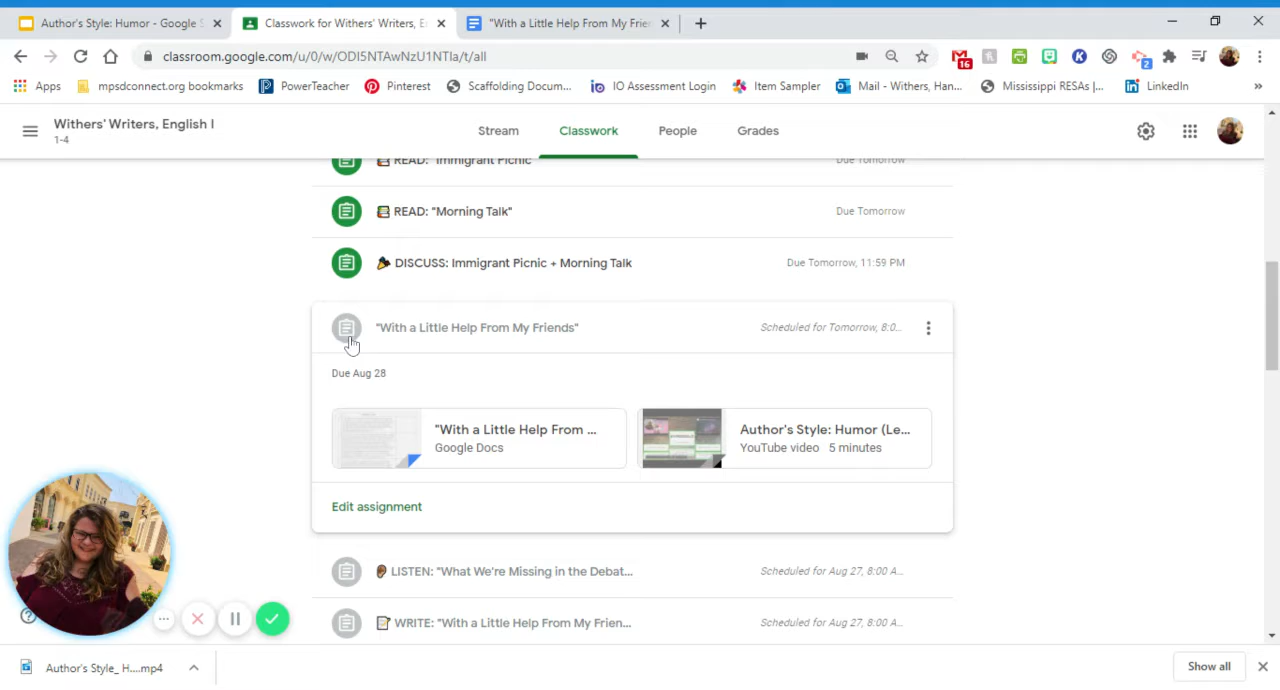 Author's Style: Humor - Google S
Classwork for Withers' Writers, E
"With a Little Help From My Frie
classroom.google.com/u/0/w/ODI5NTAwNzU1NTIa/t/all
16
2
Apps
mpsdconnect.org bookmarks
PowerTeacher
Pinterest
Scaffolding Docum...
IO Assessment Login
Item Sampler
Mail - Withers, Han...
Mississippi RESAs |...
LinkedIn
Withers' Writers, English I
1-4
Stream
Classwork
People
Grades
READ: "Immigrant Picnic"
Due Tomorrow
READ: "Morning Talk"
Due Tomorrow
DISCUSS: Immigrant Picnic + Morning Talk
Due Tomorrow, 11:59 PM
"With a Little Help From My Friends"
Scheduled for Tomorrow, 8:0...
Due Aug 28
"With a Little Help From ...
Google Docs
Author's Style: Humor (Le...
YouTube video 5 minutes
Edit assignment
LISTEN: "What We're Missing in the Debat...
Scheduled for Aug 27, 8:00 A...
WRITE: "With a Little Help From My Frien...
Scheduled for Aug 27, 8:00 A...
Author's Style_ H....mp4
Show all